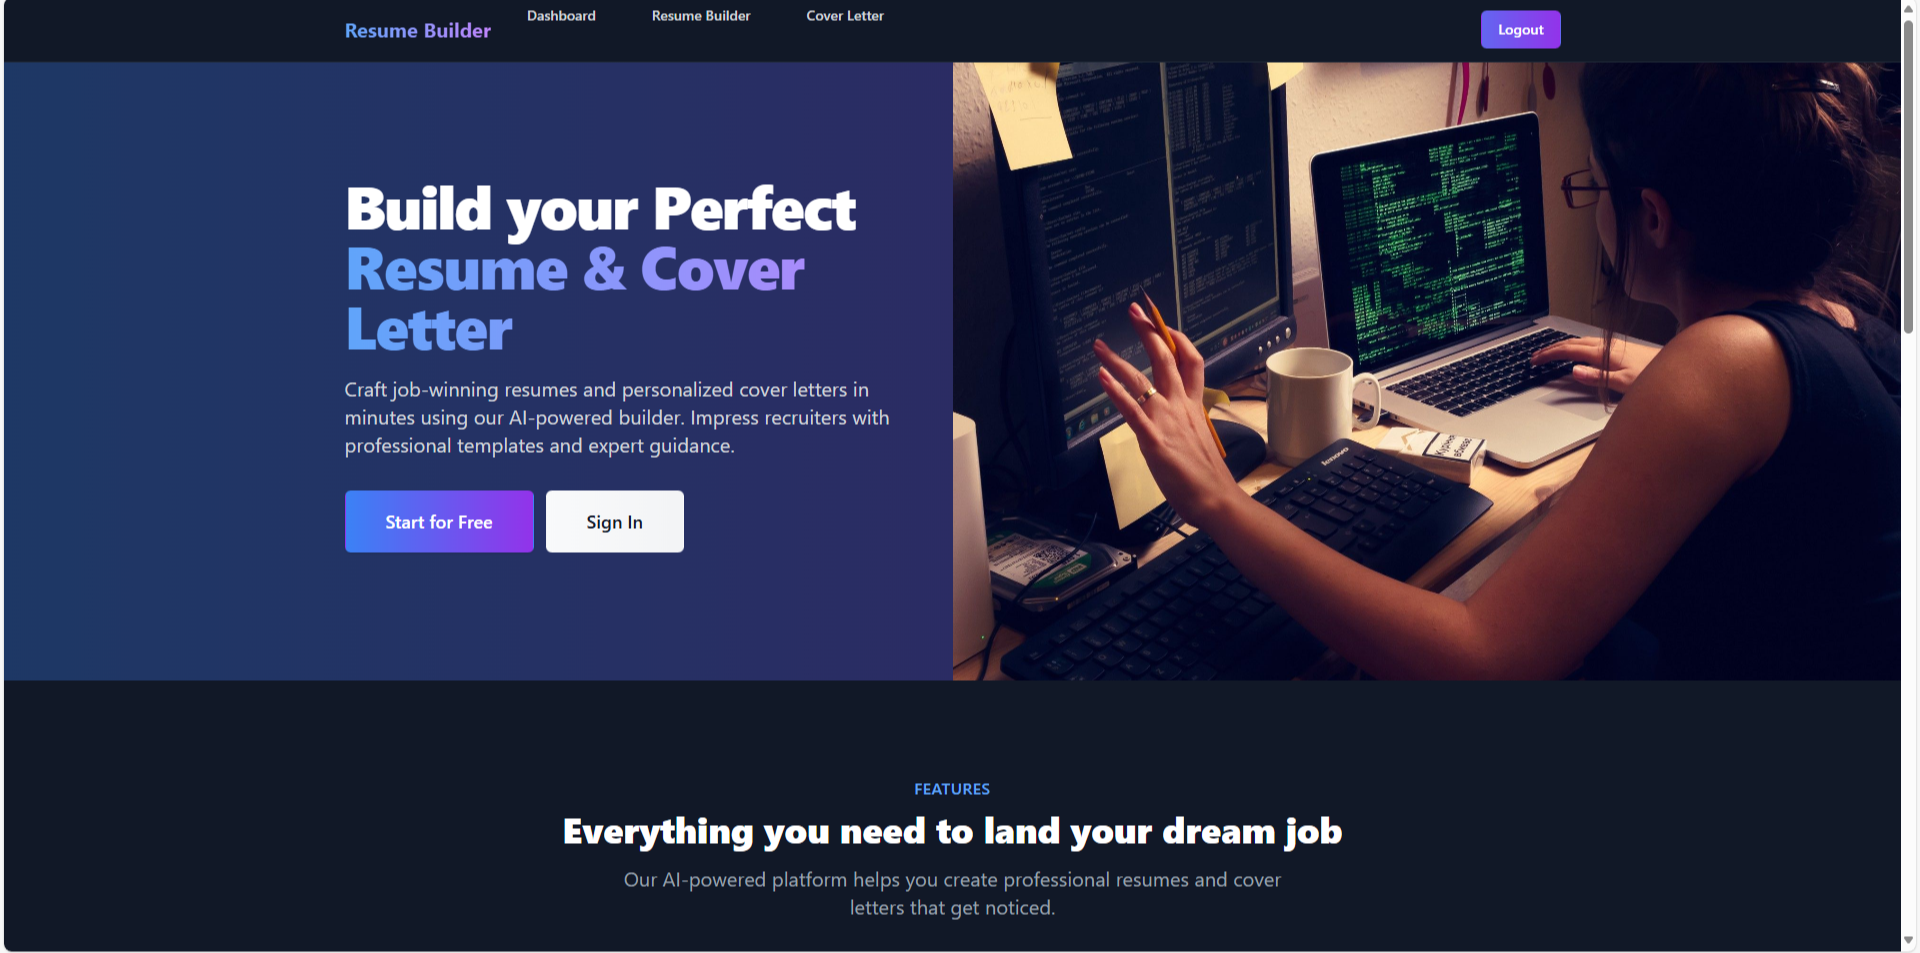 Resume Builder
Dashboard
Resume Builder
Cover Letter
Logout
Build your Perfect
Resume & Cover
Letter
Craft job-winning resumes and personalized cover letters in
minutes using our AI-powered builder. Impress recruiters with
professional templates and expert guidance.
Start for Free
Sign In
lenovo
FEATURES
Everything you need to land your dream job
Our AI-powered platform helps you create professional resumes and cover
letters that get noticed.